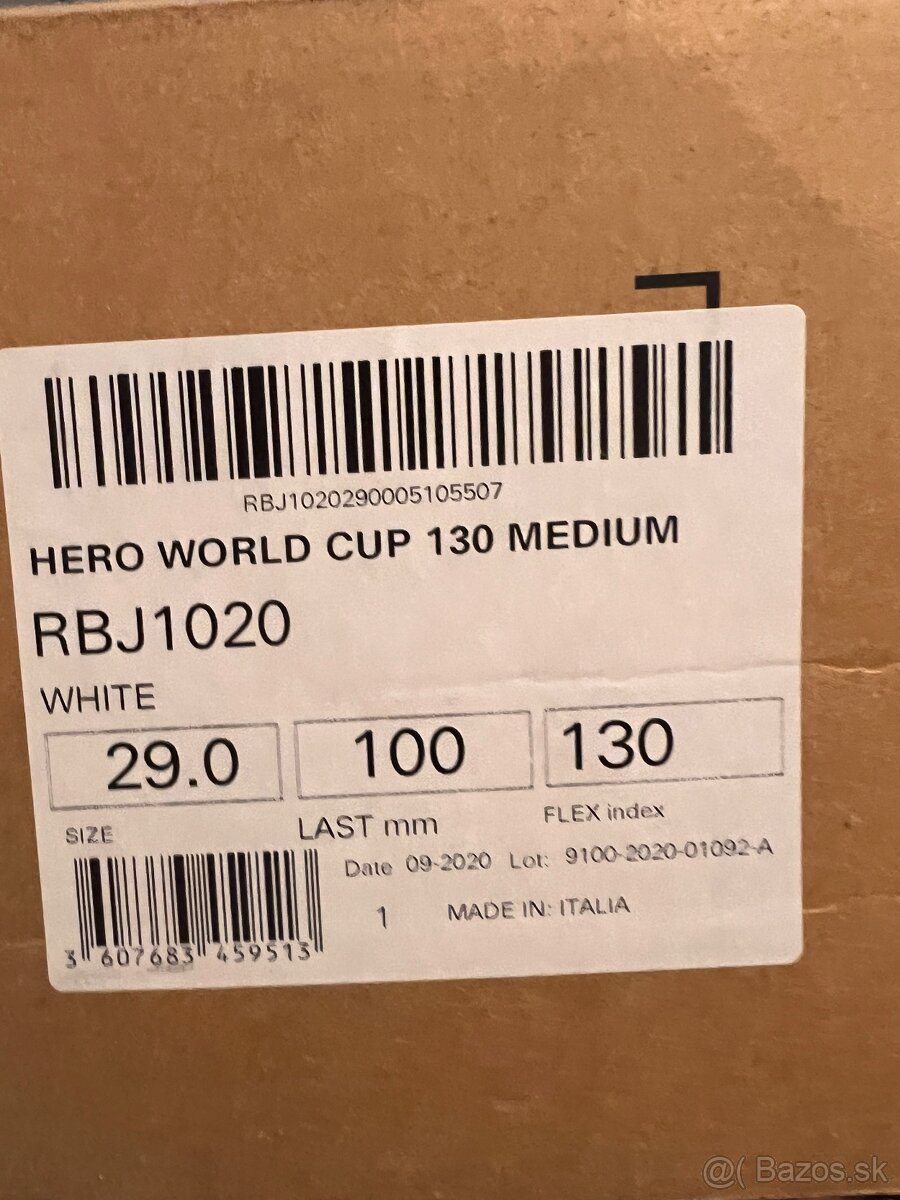 RBJ1020290005105507
HERO WORLD CUP 130 MEDIUM
RBJ1020
WHITE
29.0 100 130
SIZE LAST mm FLEX index
Date 09-2020 Lot: 9100-2020-01092-A
1 MADE IN: ITALIA
3 607683 459513
@( Bazos.sk